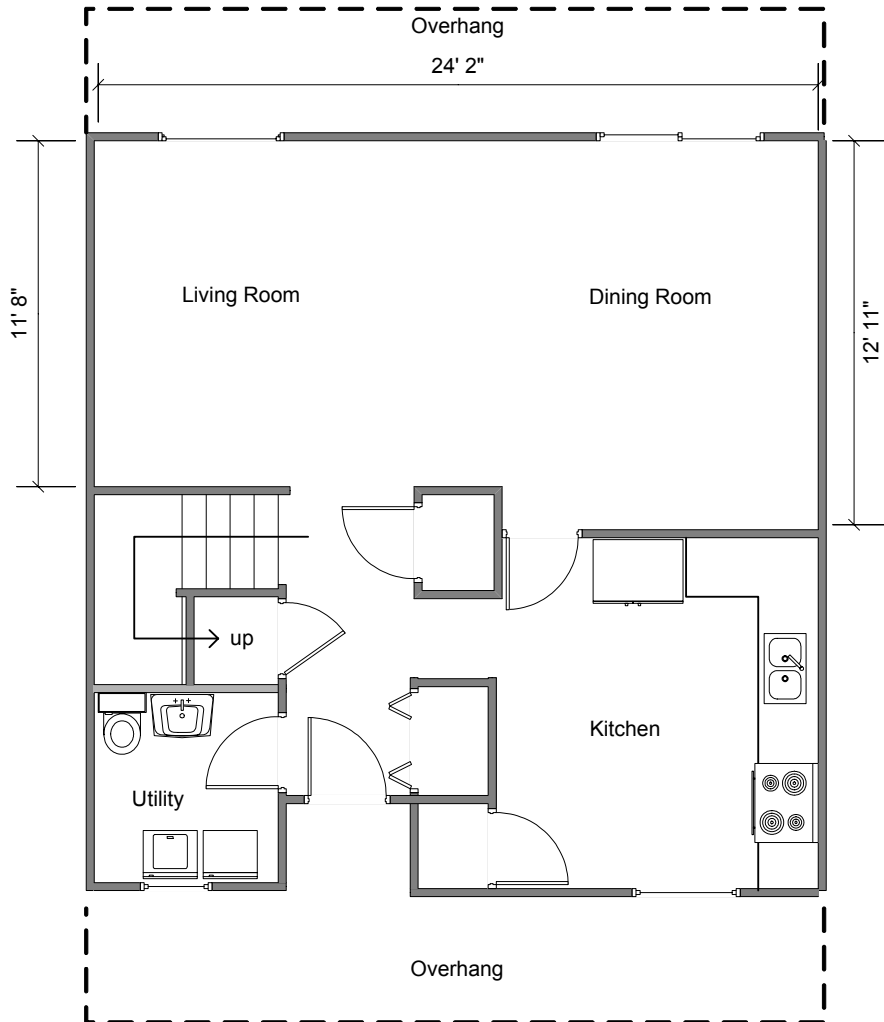 Overhang
24' 2"
11' 8"
12' 11"
Living Room
Dining Room
up
Kitchen
Utility
Overhang